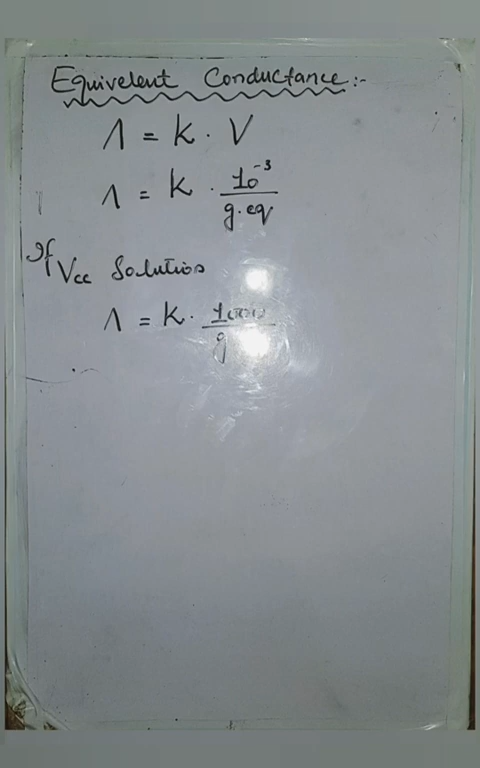 Equivelent Conductance:-
Λ = K . V
Λ = K . 10⁻³ / g.eq
If Vcc Solution
Λ = K . 1000 / g